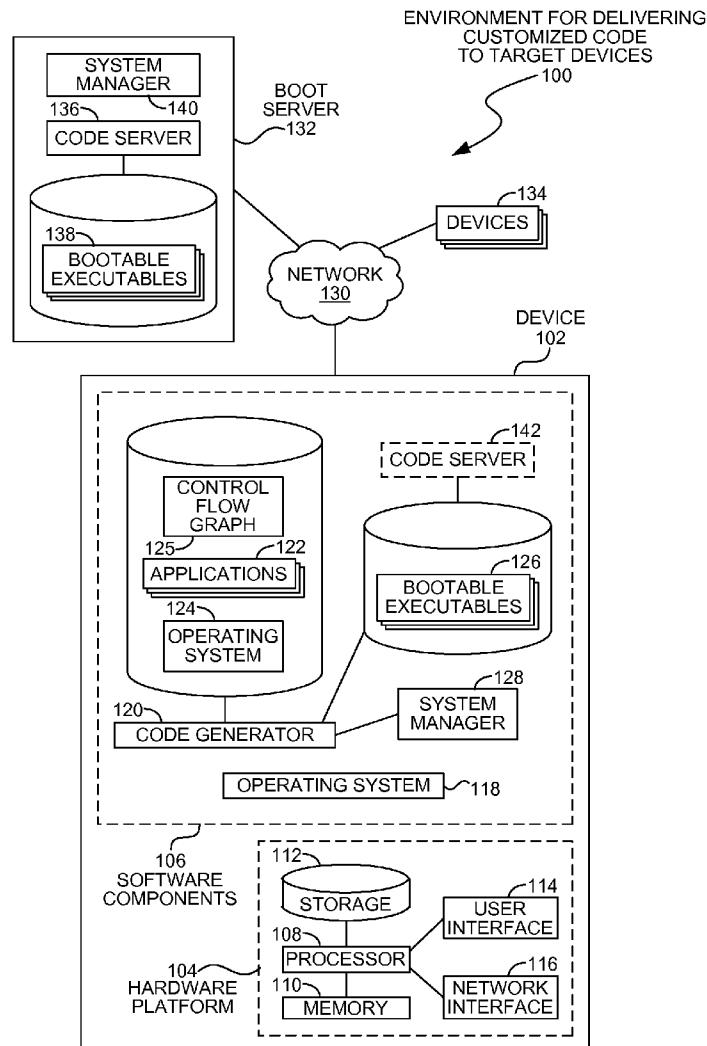 ENVIRONMENT FOR DELIVERING
CUSTOMIZED CODE
TO TARGET DEVICES
100
SYSTEM
MANAGER
136
140
CODE SERVER
BOOT
SERVER
132
138
BOOTABLE
EXECUTABLES
134
DEVICES
NETWORK
130
DEVICE
102
142
CODE SERVER
CONTROL
FLOW
GRAPH
125
122
APPLICATIONS
126
BOOTABLE
EXECUTABLES
124
OPERATING
SYSTEM
128
SYSTEM
MANAGER
120
CODE GENERATOR
OPERATING SYSTEM
118
106
SOFTWARE
COMPONENTS
112
STORAGE
114
USER
INTERFACE
108
PROCESSOR
104
HARDWARE
PLATFORM
116
NETWORK
INTERFACE
110
MEMORY